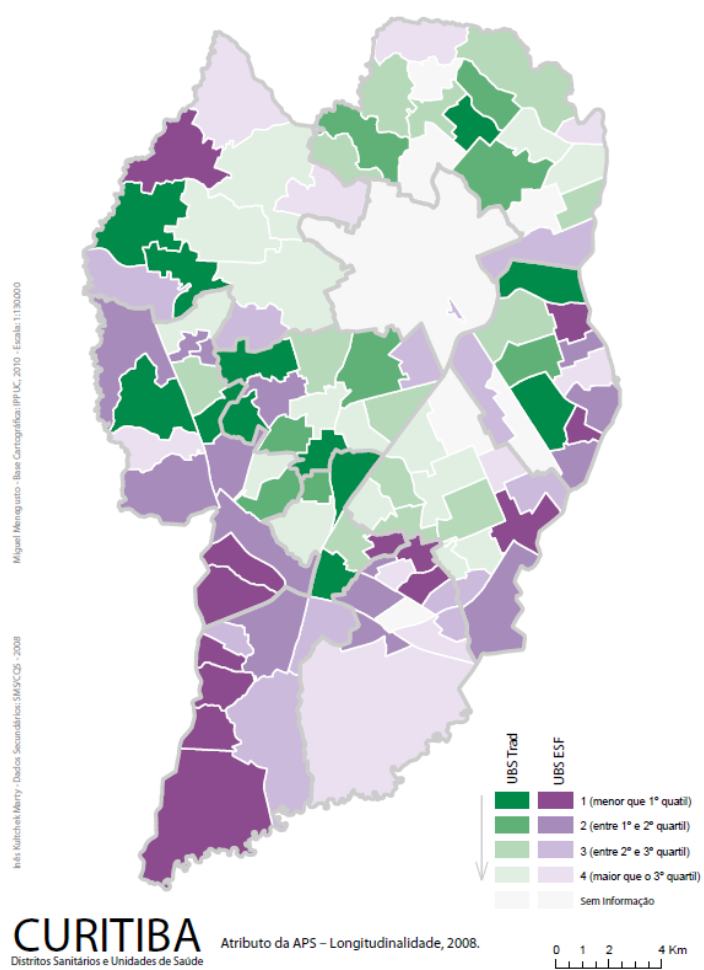 Miguel Menegusto - Base Cartográfica: IPPUC, 2010 - Escala: 1:130.000
Inês Kultchek Marty - Dados Secundários: SMS/CQS - 2008
UBS Trad
UBS ESF
1 (menor que 1º quatil)
2 (entre 1º e 2º quartil)
3 (entre 2º e 3º quartil)
4 (maior que o 3º quartil)
Sem Informação
CURITIBA
Distritos Sanitários e Unidades de Saúde
Atributo da APS – Longitudinalidade, 2008.
0 1 2 4 Km